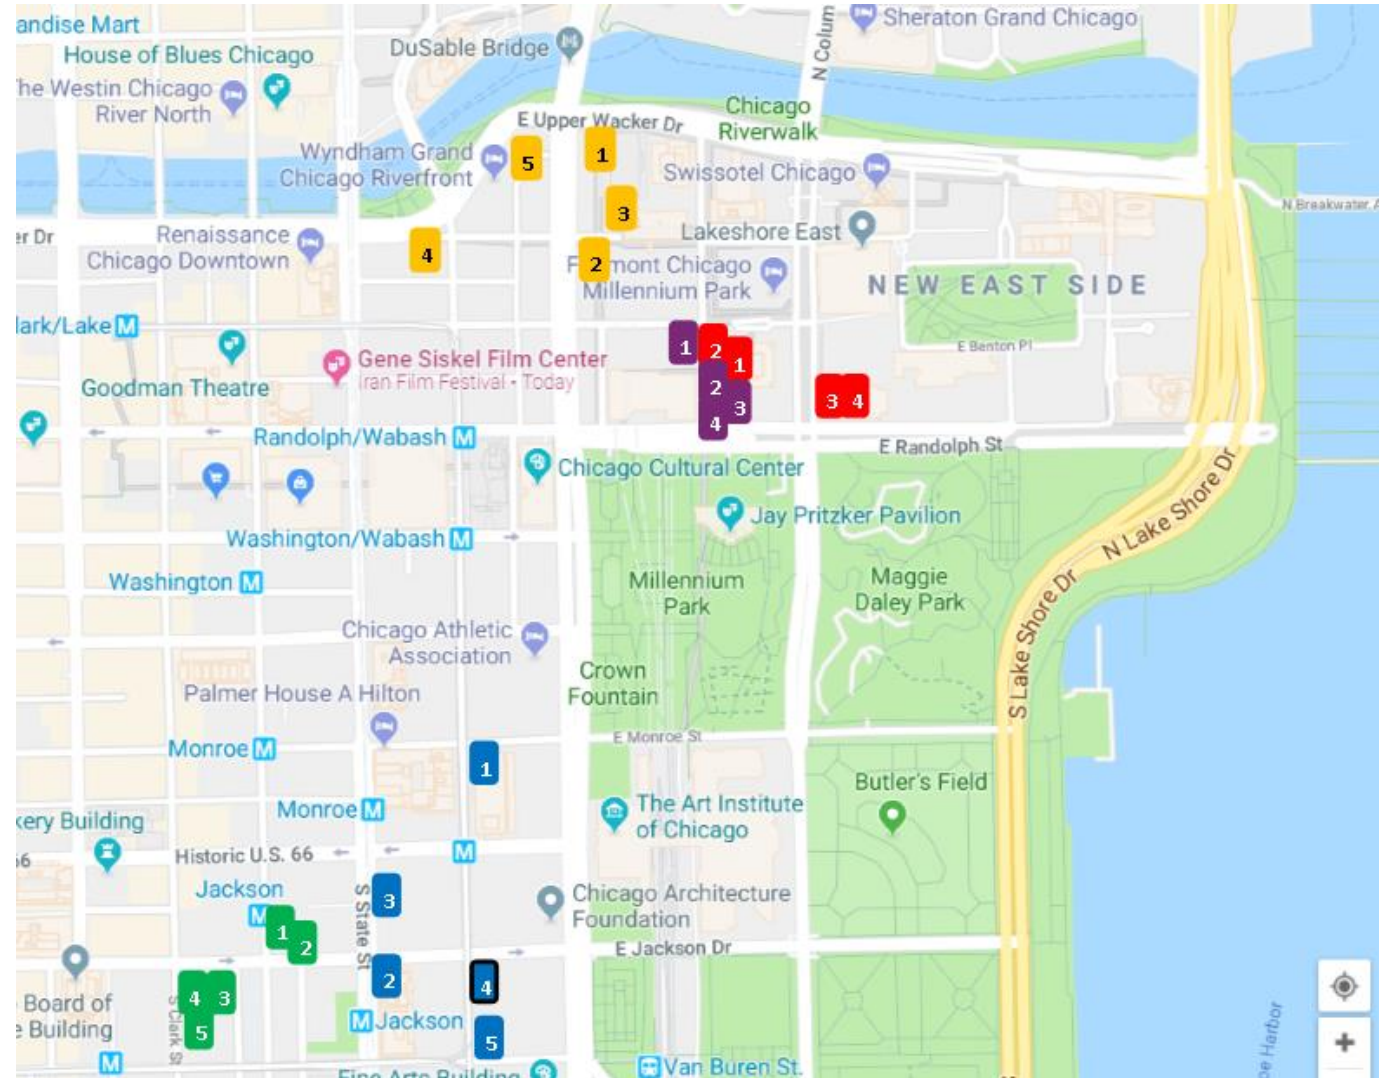 andise Mart
Sheraton Grand Chicago
House of Blues Chicago
DuSable Bridge
N Colum
he Westin Chicago
River North
Chicago
Riverwalk
E Upper Wacker Dr
Wyndham Grand
Chicago Riverfront
5
1
Swissotel Chicago
3
N Breakwater A
er Dr
Renaissance
Chicago Downtown
4
2
Lakeshore East
F mont Chicago
Millennium Park
NEW EAST SIDE
lark/Lake M
1
2
1
E Benton Pl
Gene Siskel Film Center
Iran Film Festival - Today
Goodman Theatre
2
3
4
3 4
Randolph/Wabash M
E Randolph St
Chicago Cultural Center
Jay Pritzker Pavilion
N Lake Shore Dr
Washington/Wabash M
Washington M
Millennium
Park
Maggie
Daley Park
Chicago Athletic
Association
S Lake Shore Dr
Crown
Fountain
Palmer House A Hilton
E Monroe St
Monroe M
1
Butler's Field
Monroe M
The Art Institute
of Chicago
kery Building
66
Historic U.S. 66
M
Jackson
M
S State St
3
Chicago Architecture
Foundation
1
2
E Jackson Dr
2
4
Board of
e Building
4 3
5
S Clark St
M Jackson
5
M
Fine Arts Building
Van Buren St.
be Harbor
+